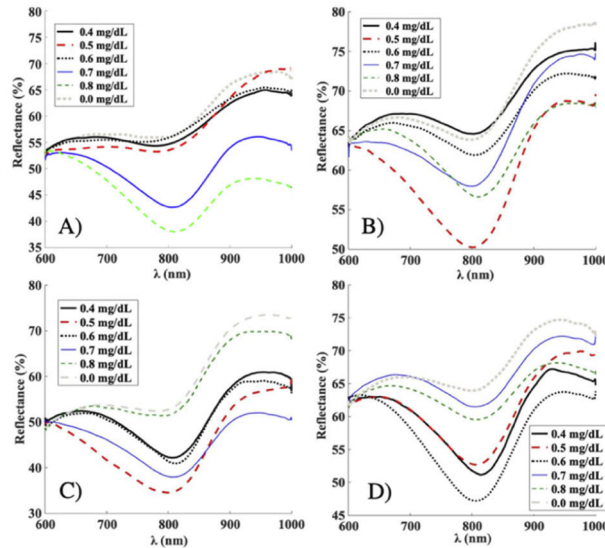 A)
80
75
70
65
60
55
50
45
40
35
Reflectance (%)
0.4 mg/dL
0.5 mg/dL
0.6 mg/dL
0.7 mg/dL
0.8 mg/dL
0.0 mg/dL
600 700 800 900 1000
λ (nm)
B)
80
75
70
65
60
55
50
Reflectance (%)
0.4 mg/dL
0.5 mg/dL
0.6 mg/dL
0.7 mg/dL
0.8 mg/dL
0.0 mg/dL
600 700 800 900 1000
λ (nm)
C)
80
70
60
50
40
30
Reflectance (%)
0.4 mg/dL
0.5 mg/dL
0.6 mg/dL
0.7 mg/dL
0.8 mg/dL
0.0 mg/dL
600 700 800 900 1000
λ (nm)
D)
80
75
70
65
60
55
50
45
Reflectance (%)
0.4 mg/dL
0.5 mg/dL
0.6 mg/dL
0.7 mg/dL
0.8 mg/dL
0.0 mg/dL
600 700 800 900 1000
λ (nm)